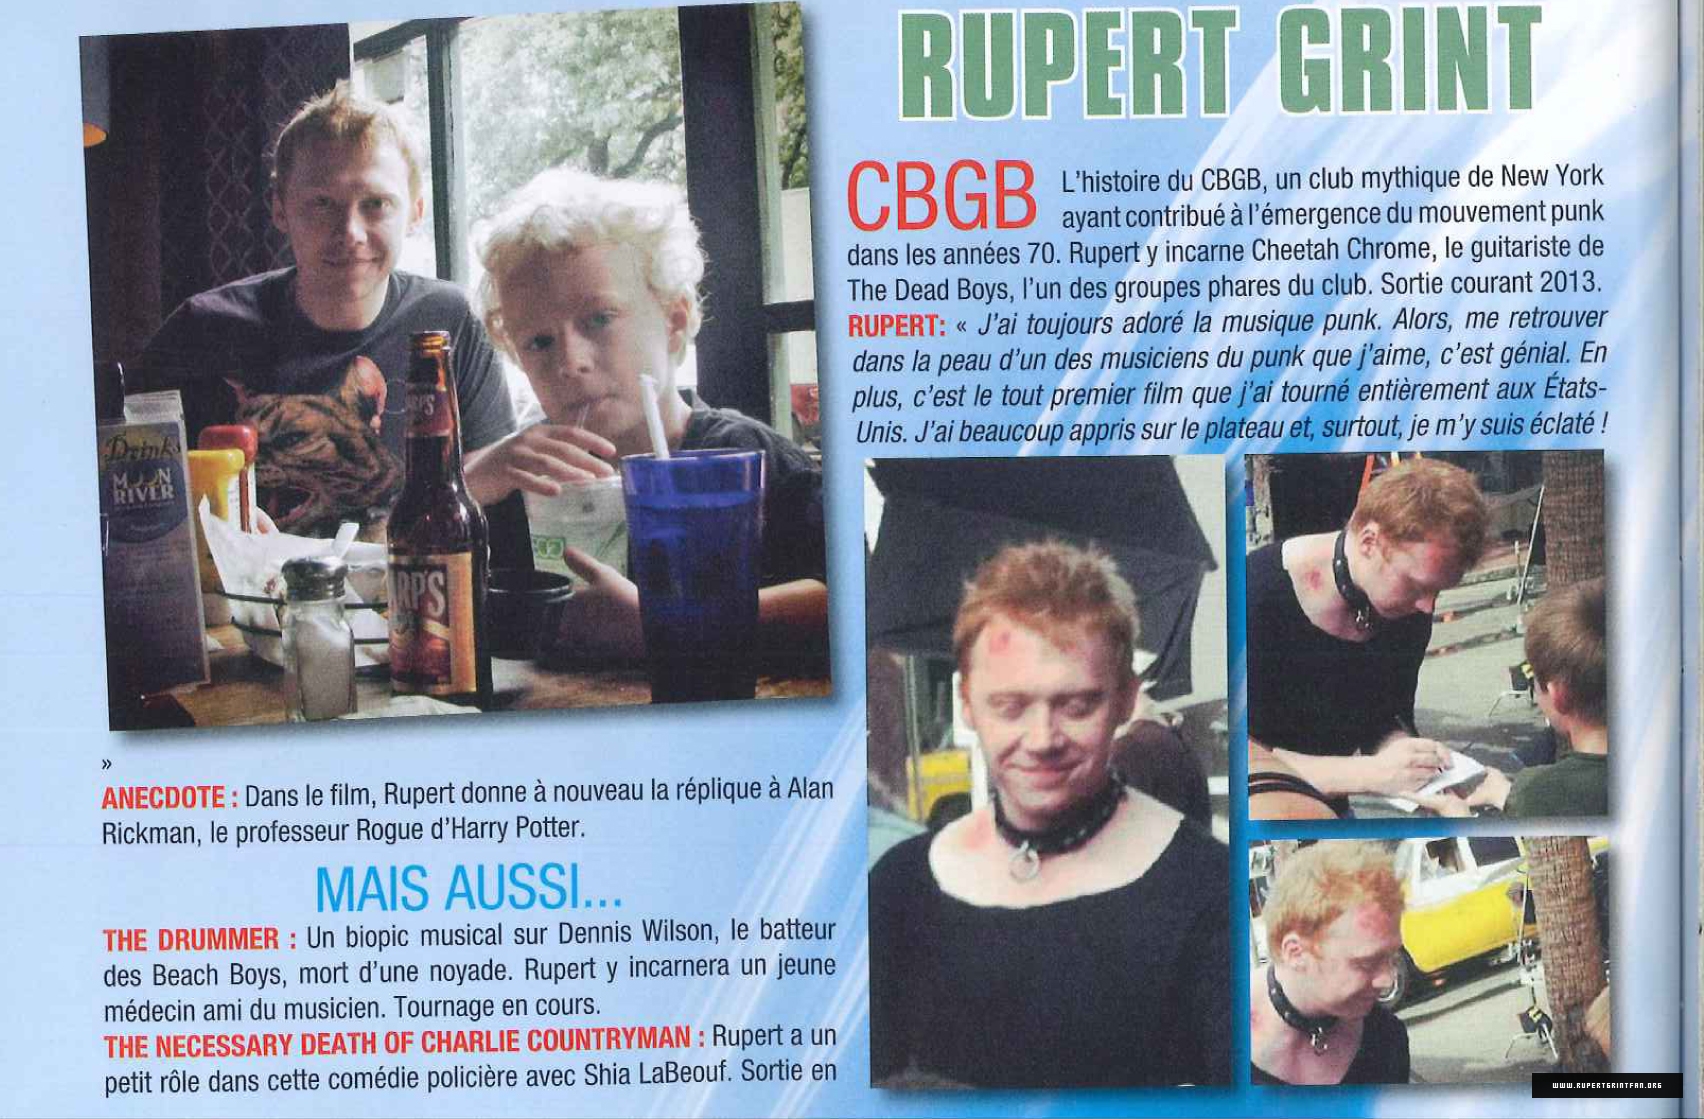 RUPERT GRINT
CBGB L'histoire du CBGB, un club mythique de New York
ayant contribué à l'émergence du mouvement punk
dans les années 70. Rupert y incarne Cheetah Chrome, le guitariste de
The Dead Boys, l'un des groupes phares du club. Sortie courant 2013.
RUPERT: « J'ai toujours adoré la musique punk. Alors, me retrouver
dans la peau d'un des musiciens du punk que j'aime, c'est génial. En
plus, c'est le tout premier film que j'ai tourné entièrement aux États-
Unis. J'ai beaucoup appris sur le plateau et, surtout, je m'y suis éclaté !
»
ANECDOTE : Dans le film, Rupert donne à nouveau la réplique à Alan
Rickman, le professeur Rogue d'Harry Potter.
MAIS AUSSI...
THE DRUMMER : Un biopic musical sur Dennis Wilson, le batteur
des Beach Boys, mort d'une noyade. Rupert y incarnera un jeune
médecin ami du musicien. Tournage en cours.
THE NECESSARY DEATH OF CHARLIE COUNTRYMAN : Rupert a un
petit rôle dans cette comédie policière avec Shia LaBeouf. Sortie en
Drinks
MOON
RIVER
ARP'S
WWW.RUPERTGRINTFAN.ORG